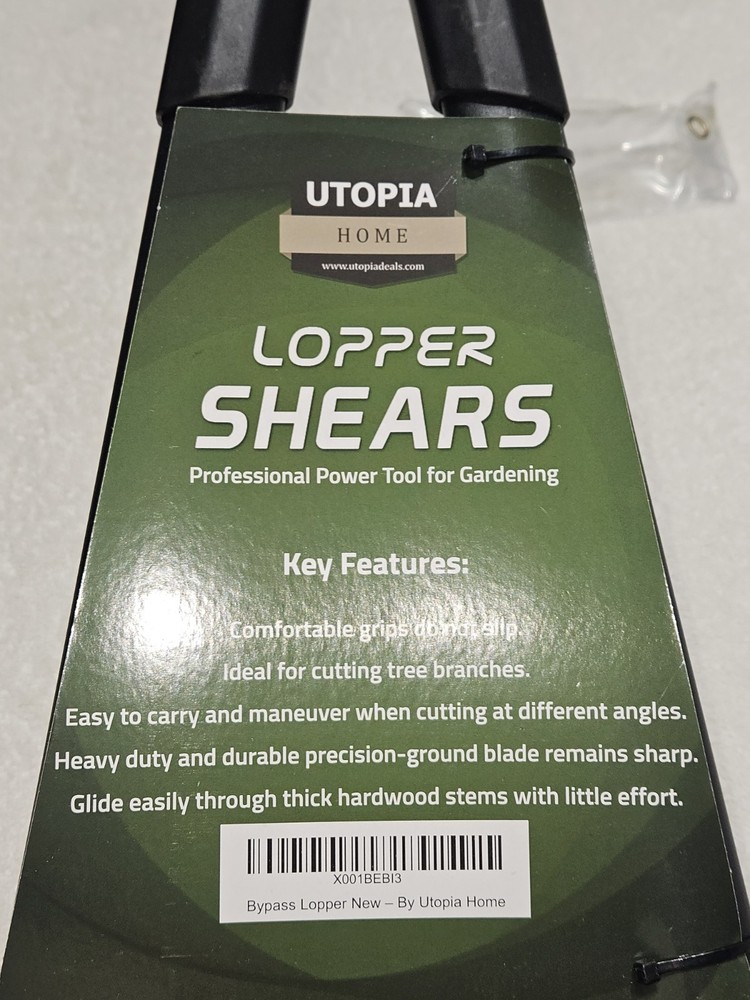 UTOPIA
HOME
www.utopiadeals.com
LOPPER
SHEARS
Professional Power Tool for Gardening
Key Features:
Comfortable grips do not slip.
Ideal for cutting tree branches.
Easy to carry and maneuver when cutting at different angles.
Heavy duty and durable precision-ground blade remains sharp.
Glide easily through thick hardwood stems with little effort.
X001BEBI3
Bypass Lopper New – By Utopia Home